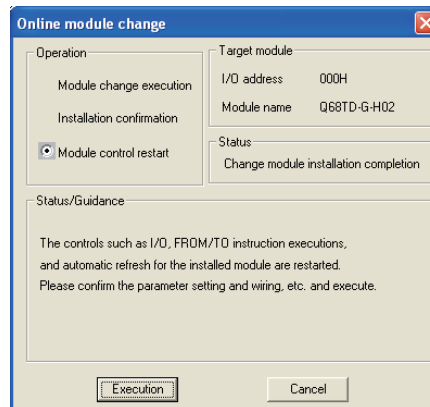 Online module change
Operation
Module change execution
Installation confirmation
Module control restart
Target module
I/O address 000H
Module name Q68TD-G-H02
Status
Change module installation completion
Status/Guidance
The controls such as I/O, FROM/TO instruction executions,
and automatic refresh for the installed module are restarted.
Please confirm the parameter setting and wiring, etc. and execute.
Execution
Cancel